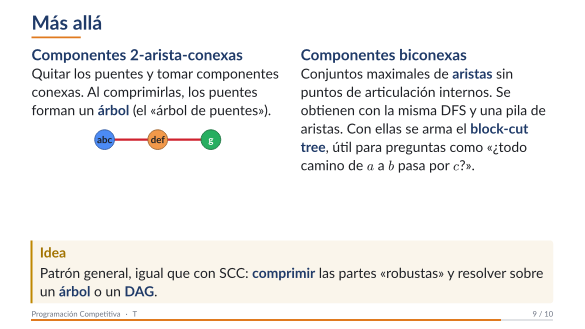 Más allá
Componentes 2-arista-conexas
Quitar los puentes y tomar componentes
conexas. Al comprimirlas, los puentes
forman un árbol (el «árbol de puentes»).
abc def g
Componentes biconexas
Conjuntos maximales de aristas sin
puntos de articulación internos. Se
obtienen con la misma DFS y una pila de
aristas. Con ellas se arma el block-cut
tree, útil para preguntas como «¿todo
camino de a a b pasa por c?».
Idea
Patrón general, igual que con SCC: comprimir las partes «robustas» y resolver sobre
un árbol o un DAG.
Programación Competitiva · T
9 / 10